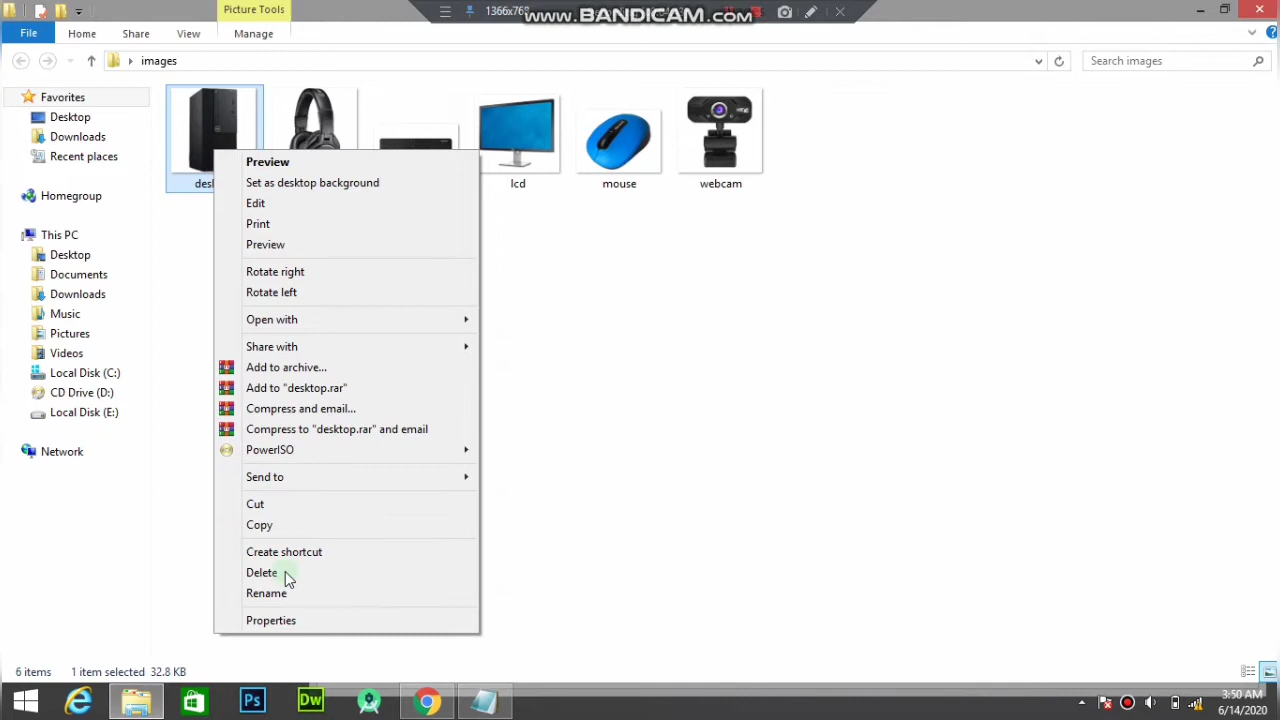 Picture Tools
1366x768
www.BANDICAM.com
File
Home
Share
View
Manage
images
Search images
Favorites
Desktop
Downloads
Recent places
Homegroup
This PC
Desktop
Documents
Downloads
Music
Pictures
Videos
Local Disk (C:)
CD Drive (D:)
Local Disk (E:)
Network
lcd
mouse
webcam
Preview
Set as desktop background
Edit
Print
Preview
Rotate right
Rotate left
Open with
Share with
Add to archive...
Add to "desktop.rar"
Compress and email...
Compress to "desktop.rar" and email
PowerISO
Send to
Cut
Copy
Create shortcut
Delete
Rename
Properties
6 items
1 item selected 32.8 KB
Ps
Dw
3:50 AM
6/14/2020